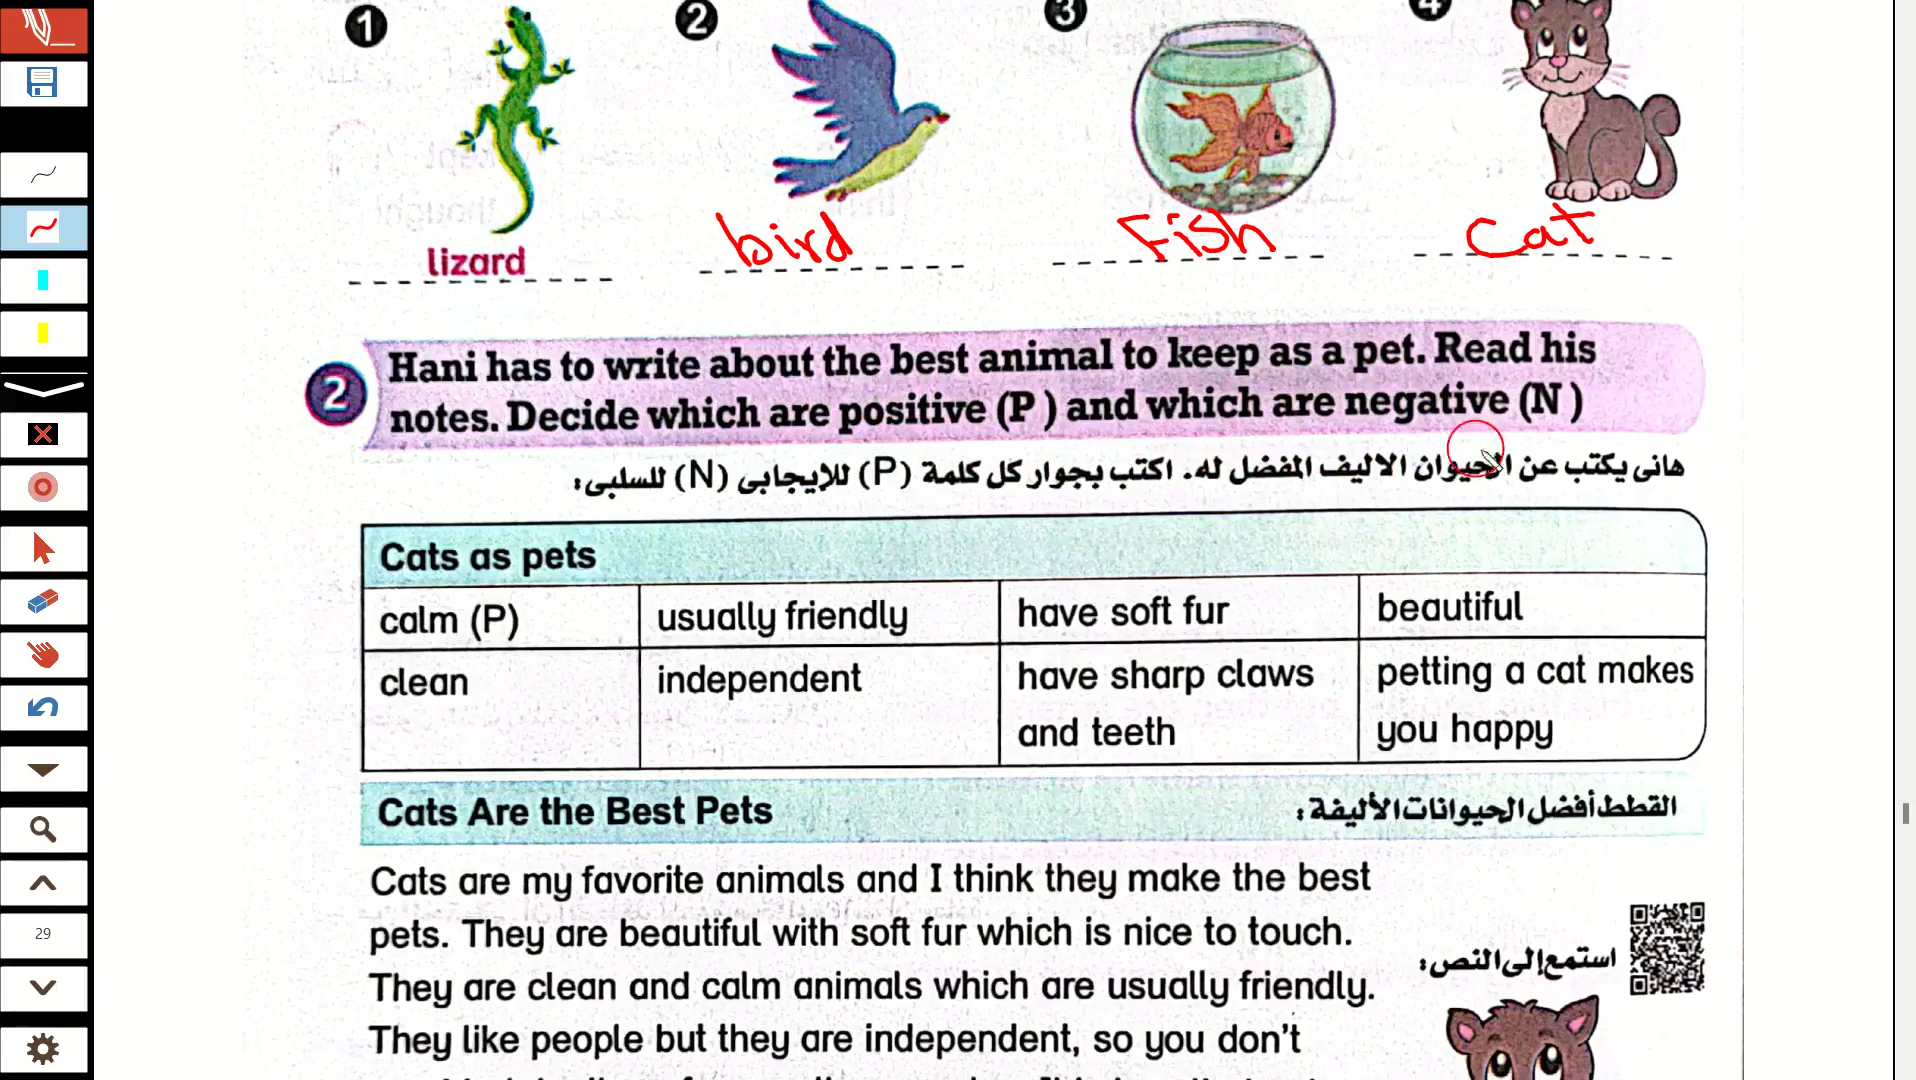 1 2 3 4
lizard bird Fish Cat
2 Hani has to write about the best animal to keep as a pet. Read his
notes. Decide which are positive (P ) and which are negative (N )
هانى يكتب عن الحيوان الاليف المفضل له. اكتب بجوار كل كلمة (P) للإيجابى (N) للسلبى:
Cats as pets
calm (P) usually friendly have soft fur beautiful
clean independent have sharp claws petting a cat makes
and teeth you happy
Cats Are the Best Pets القطط أفضل الحيوانات الأليفة:
Cats are my favorite animals and I think they make the best
pets. They are beautiful with soft fur which is nice to touch.
استمع إلى النص:
They are clean and calm animals which are usually friendly.
They like people but they are independent, so you don't
29